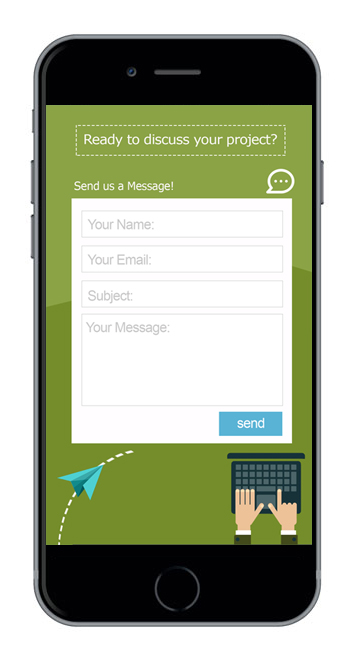 Ready to discuss your project?
Send us a Message!
Your Name:
Your Email:
Subject:
Your Message:
send